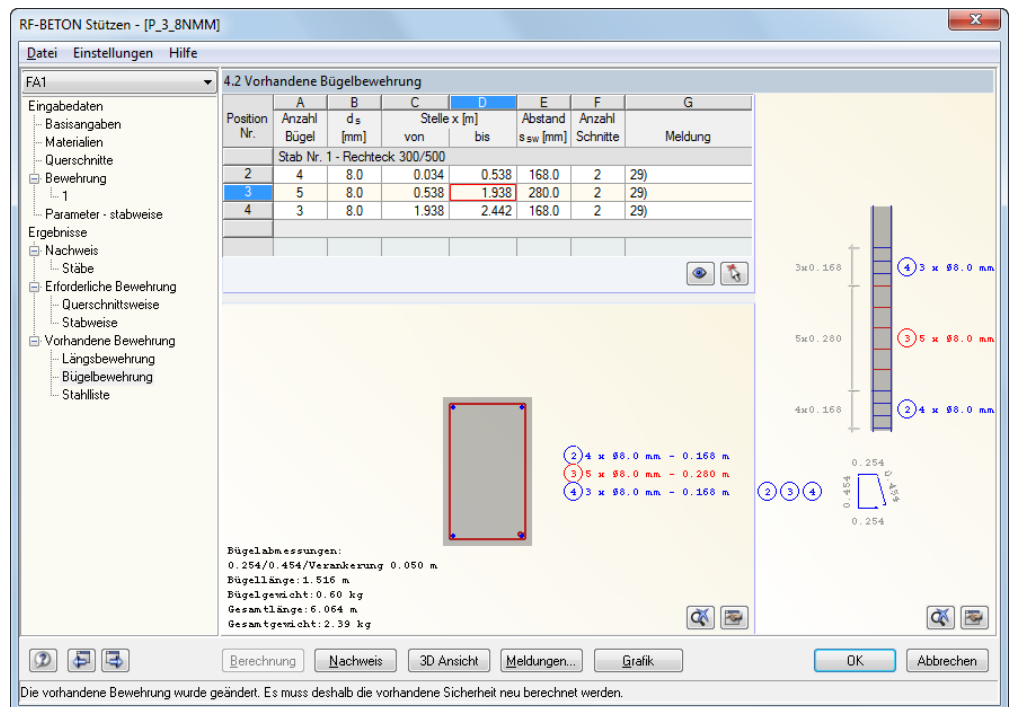 RF-BETON Stützen - [P_3_8NMM]
Datei Einstellungen Hilfe
FA1
4.2 Vorhandene Bügelbewehrung
Eingabedaten
Basisangaben
Materialien
Querschnitte
Bewehrung
1
Parameter - stabweise
Ergebnisse
Nachweis
Stäbe
Erforderliche Bewehrung
Querschnittsweise
Stabweise
Vorhandene Bewehrung
Längsbewehrung
Bügelbewehrung
Stahlliste
A B C D E F G
Position Anzahl ds Stelle x [m] Abstand Anzahl
Nr. Bügel [mm] von bis ssw [mm] Schnitte Meldung
Stab Nr. 1 - Rechteck 300/500
2 4 8.0 0.034 0.538 168.0 2 29)
3 5 8.0 0.538 1.938 280.0 2 29)
4 3 8.0 1.938 2.442 168.0 2 29)
3x0.168 4 3 x Ø8.0 mm
5x0.280 3 5 x Ø8.0 mm
4x0.168 2 4 x Ø8.0 mm
2 4 x Ø8.0 mm - 0.168 m
3 5 x Ø8.0 mm - 0.280 m
4 3 x Ø8.0 mm - 0.168 m
2 3 4
0.254
0.454
0.454
0.254
Bügelabmessungen:
0.254/0.454/Verankerung 0.050 m
Bügellänge:1.516 m
Bügelgewicht:0.60 kg
Gesamtlänge:6.064 m
Gesamtgewicht:2.39 kg
Berechnung Nachweis 3D Ansicht Meldungen... Grafik OK Abbrechen
Die vorhandene Bewehrung wurde geändert. Es muss deshalb die vorhandene Sicherheit neu berechnet werden.